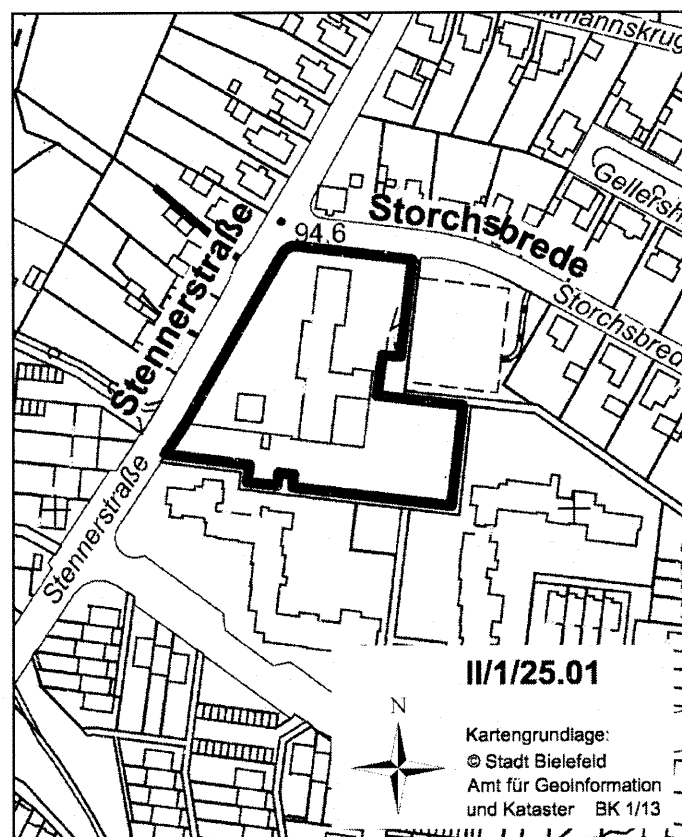 Storchsbrede
94.6
Stennerstraße
Storchsbrede
Stennerstraße
II/1/25.01
N
Kartengrundlage:
© Stadt Bielefeld
Amt für Geoinformation
und Kataster BK 1/13